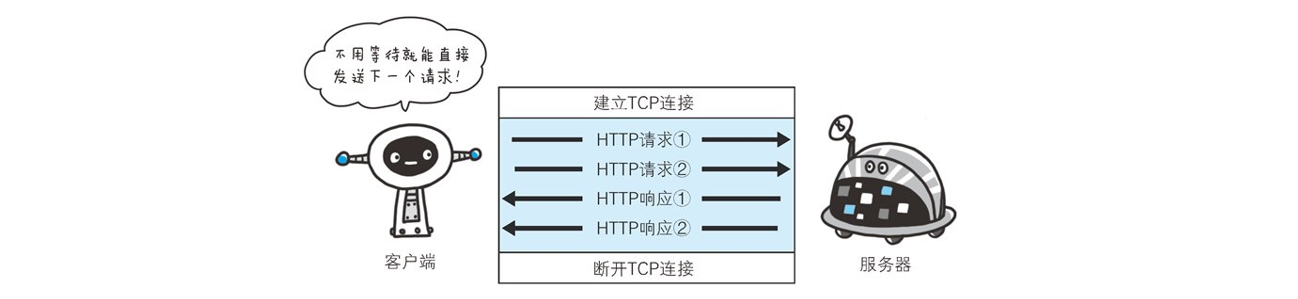 不用等待就能直接
发送下一个请求!
建立TCP连接
HTTP请求①
HTTP请求②
HTTP响应①
HTTP响应②
断开TCP连接
客户端
服务器